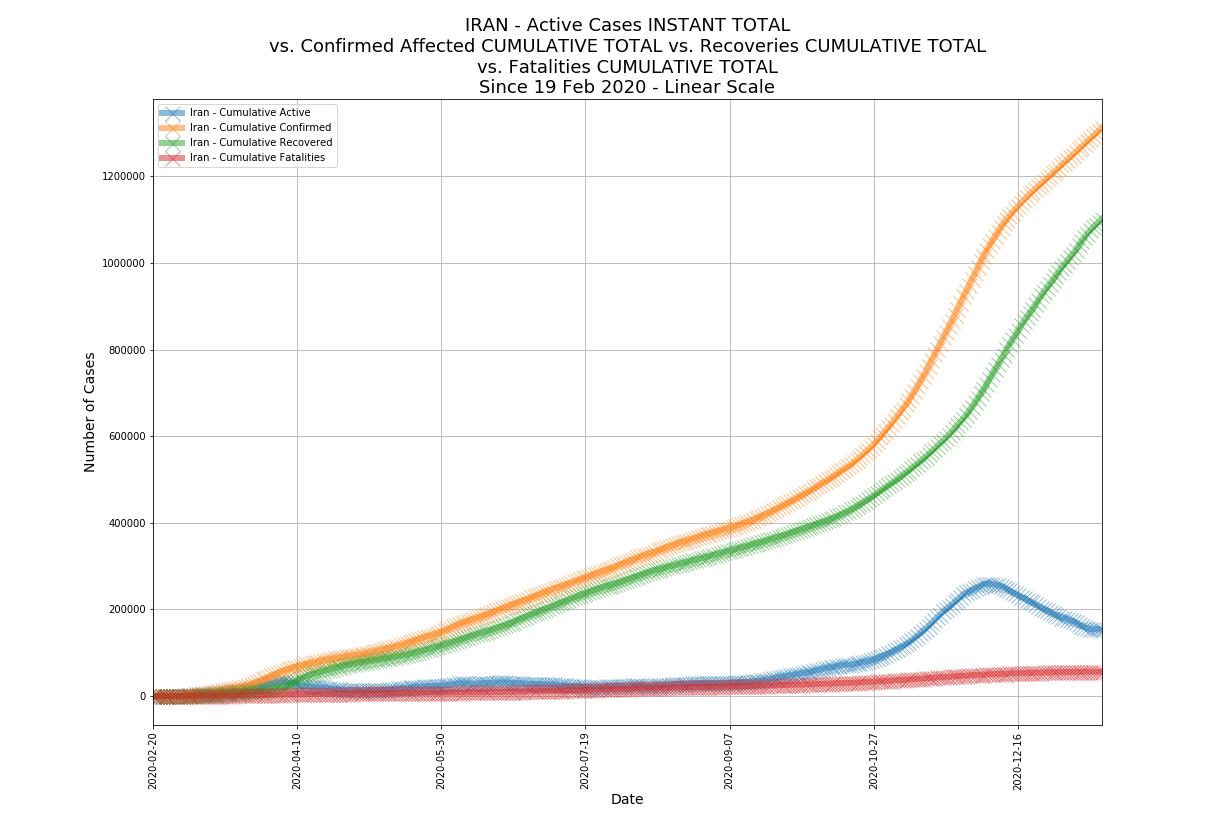 IRAN - Active Cases INSTANT TOTAL
vs. Confirmed Affected CUMULATIVE TOTAL vs. Recoveries CUMULATIVE TOTAL
vs. Fatalities CUMULATIVE TOTAL
Since 19 Feb 2020 - Linear Scale
Iran - Cumulative Active
Iran - Cumulative Confirmed
Iran - Cumulative Recovered
Iran - Cumulative Fatalities
Number of Cases
1200000
1000000
800000
600000
400000
200000
0
2020-02-20
2020-04-10
2020-05-30
2020-07-19
2020-09-07
2020-10-27
2020-12-16
Date